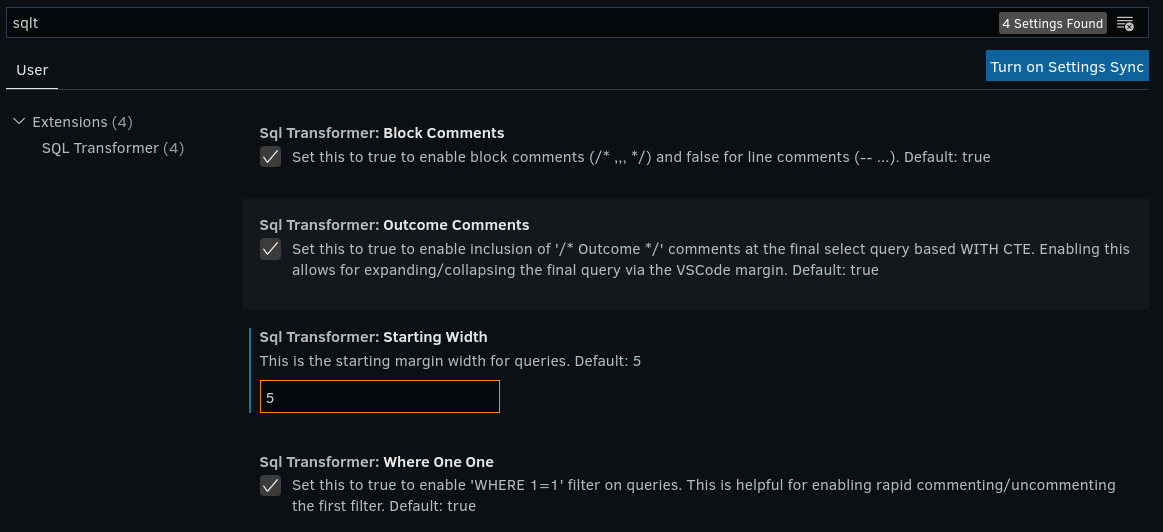 sqlt
4 Settings Found
User
Turn on Settings Sync
Extensions (4)
SQL Transformer (4)
Sql Transformer: Block Comments
Set this to true to enable block comments (/* ,,, */) and false for line comments (-- ...). Default: true
Sql Transformer: Outcome Comments
Set this to true to enable inclusion of '/* Outcome */' comments at the final select query based WITH CTE. Enabling this
allows for expanding/collapsing the final query via the VSCode margin. Default: true
Sql Transformer: Starting Width
This is the starting margin width for queries. Default: 5
5
Sql Transformer: Where One One
Set this to true to enable 'WHERE 1=1' filter on queries. This is helpful for enabling rapid commenting/uncommenting
the first filter. Default: true